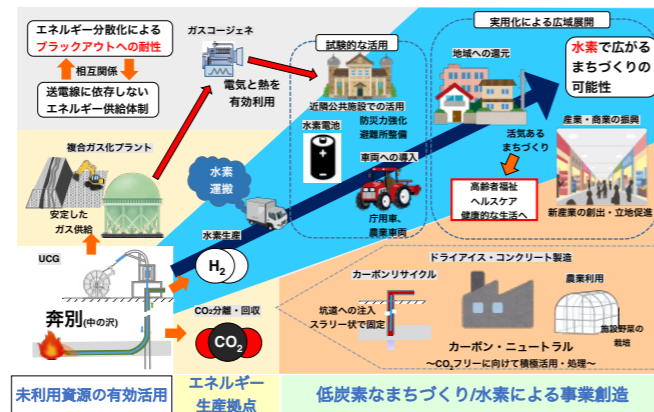 エネルギー分散化による
ブラックアウトへの耐性
相互関係
送電線に依存しない
エネルギー供給体制
ガスコージェネ
電気と熱を
有効利用
試験的な活用
近隣公共施設での活用
防災力強化
避難所整備
水素電池
車両への導入
庁用車、
農業車両
実用化による広域展開
地域への還元
水素で広がる
まちづくりの
可能性
活気ある
まちづくり
高齢者福祉
ヘルスケア
健康的な生活へ
産業・商業の振興
新産業の創出・立地促進
複合ガス化プラント
安定した
ガス供給
水素
運搬
水素生産
H₂
UCG
奔別(中の沢)
CO₂分離・回収
CO₂
カーボンリサイクル
坑道への注入
スラリー状で固定
ドライアイス・コンクリート製造
農業利用
施設野菜の
栽培
カーボン・ニュートラル
～CO₂フリーに向けて積極活用・処理～
未利用資源の有効活用
エネルギー
生産拠点
低炭素なまちづくり/水素による事業創造